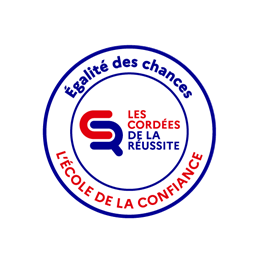 Égalité des chances
LES
CORDÉES
DE LA
RÉUSSITE
L'ÉCOLE DE LA CONFIANCE